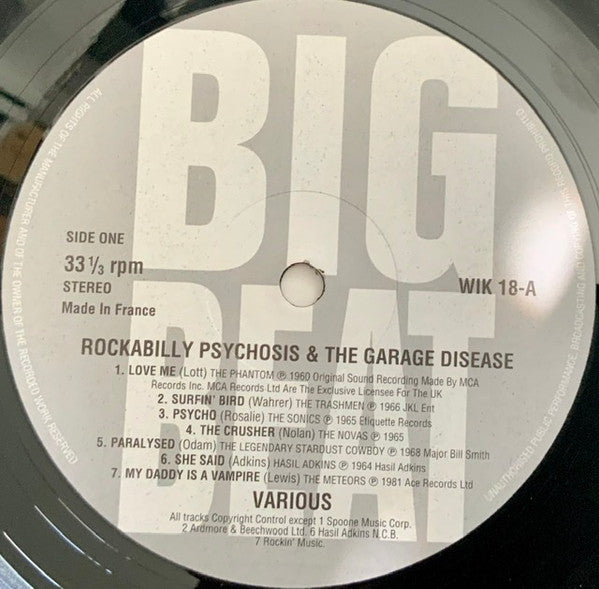 BIG
BEAT
ALL RIGHTS OF THE MANUFACTURER AND OF THE OWNER OF THE RECORDED WORK RESERVED
UNAUTHORISED PUBLIC PERFORMANCE, BROADCASTING AND COPYING OF THIS RECORD PROHIBITED
SIDE ONE
33 1/3 rpm
STEREO
Made In France
WIK 18-A
ROCKABILLY PSYCHOSIS & THE GARAGE DISEASE
1. LOVE ME (Lott) THE PHANTOM ℗ 1960 Original Sound Recording Made By MCA
Records Inc. MCA Records Ltd Are The Exclusive Licensee For The UK
2. SURFIN' BIRD (Wahrer) THE TRASHMEN ℗ 1966 JKL Ent
3. PSYCHO (Rosalie) THE SONICS ℗ 1965 Etiquette Records
4. THE CRUSHER (Nolan) THE NOVAS ℗ 1965
5. PARALYSED (Odam) THE LEGENDARY STARDUST COWBOY ℗ 1968 Major Bill Smith
6. SHE SAID (Adkins) HASIL ADKINS ℗ 1964 Hasil Adkins
7. MY DADDY IS A VAMPIRE (Lewis) THE METEORS ℗ 1981 Ace Records Ltd
VARIOUS
All tracks Copyright Control except 1 Spoone Music Corp.
2 Ardmore & Beechwood Ltd. 6 Hasil Adkins N.C.B.
7 Rockin' Music.